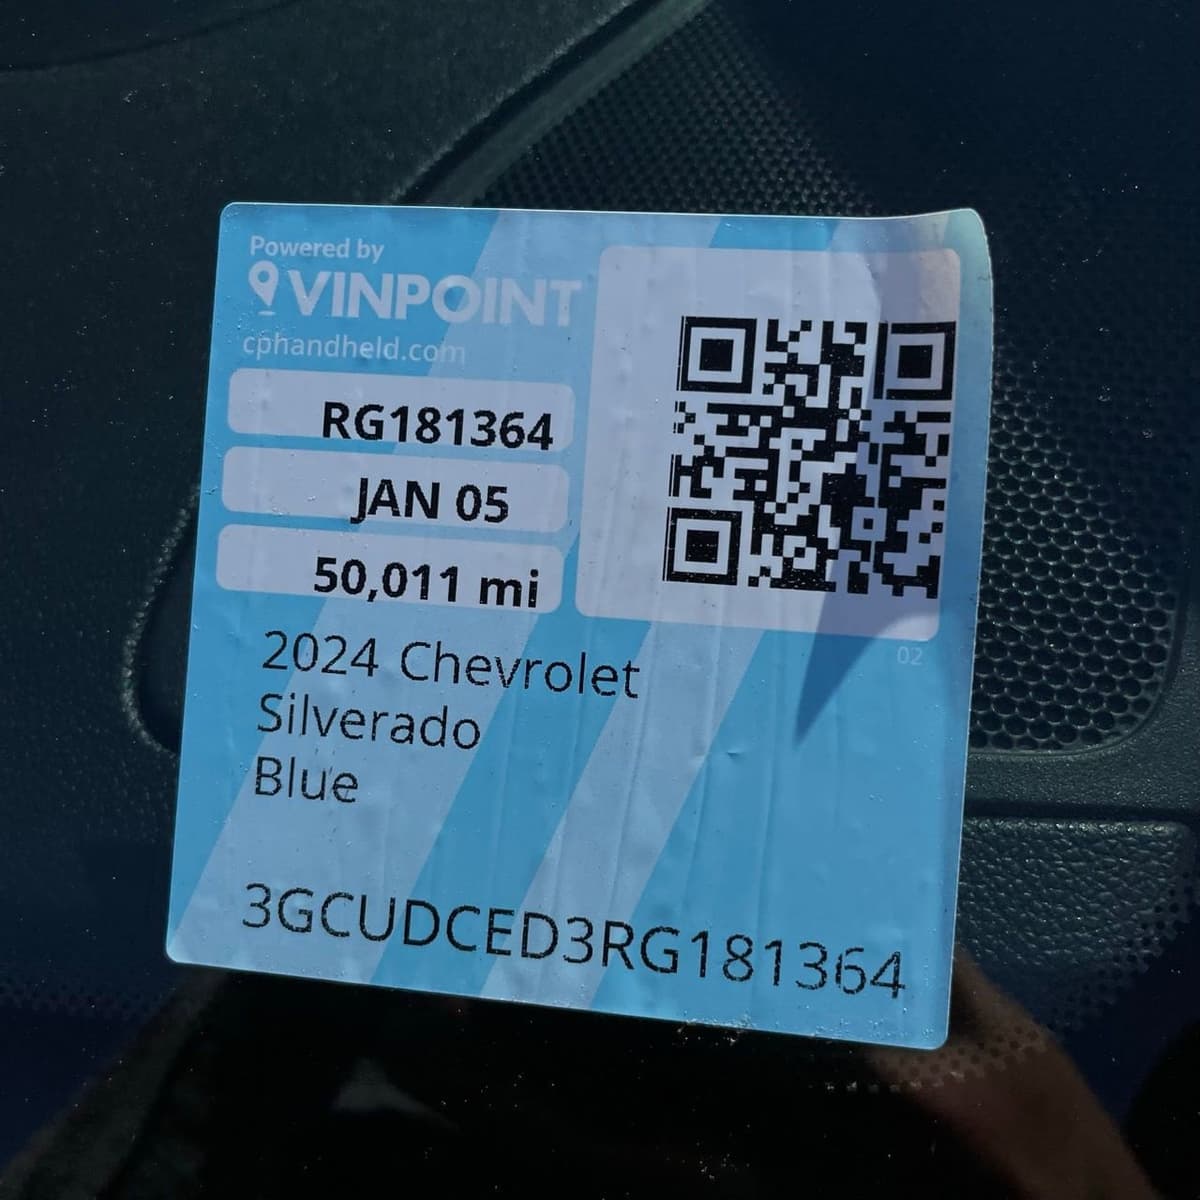 Powered by
VINPOINT
cphandheld.com
RG181364
JAN 05
50,011 mi
2024 Chevrolet
Silverado
Blue
02
3GCUDCED3RG181364